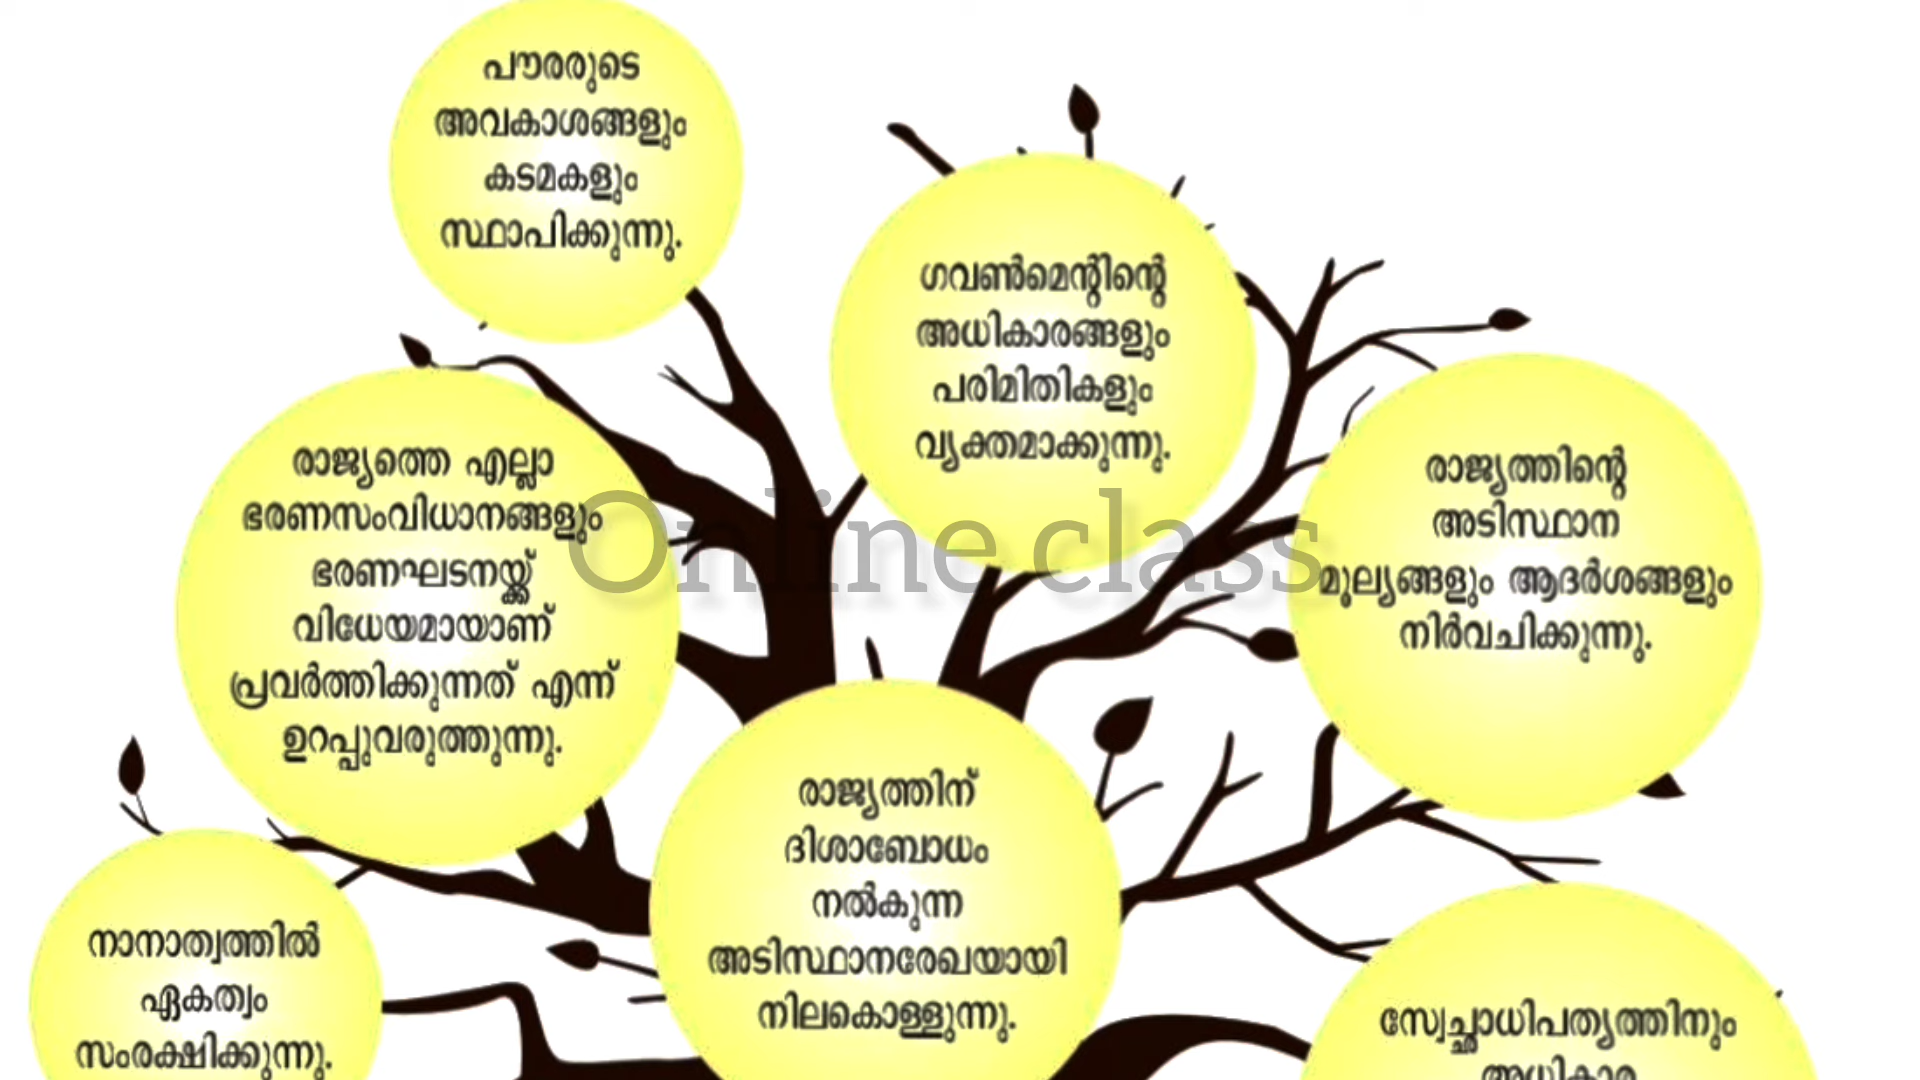 പൗരരുടെ
അവകാശങ്ങളും
കടമകളും
സ്ഥാപിക്കുന്നു.
ഗവൺമെന്റിന്റെ
അധികാരങ്ങളും
പരിമിതികളും
വ്യക്തമാക്കുന്നു.
രാജ്യത്തെ എല്ലാ
ഭരണസംവിധാനങ്ങളും
ഭരണഘടനയ്ക്ക്
വിധേയമായാണ്
പ്രവർത്തിക്കുന്നത് എന്ന്
ഉറപ്പുവരുത്തുന്നു.
രാജ്യത്തിന്റെ
അടിസ്ഥാന
മൂല്യങ്ങളും ആദർശങ്ങളും
നിർവചിക്കുന്നു.
Online class
രാജ്യത്തിന്
ദിശാബോധം
നൽകുന്ന
അടിസ്ഥാനരേഖയായി
നിലകൊള്ളുന്നു.
നാനാത്വത്തിൽ
ഏകത്വം
സംരക്ഷിക്കുന്നു.
സ്വേച്ഛാധിപത്യത്തിനും
അധികാര